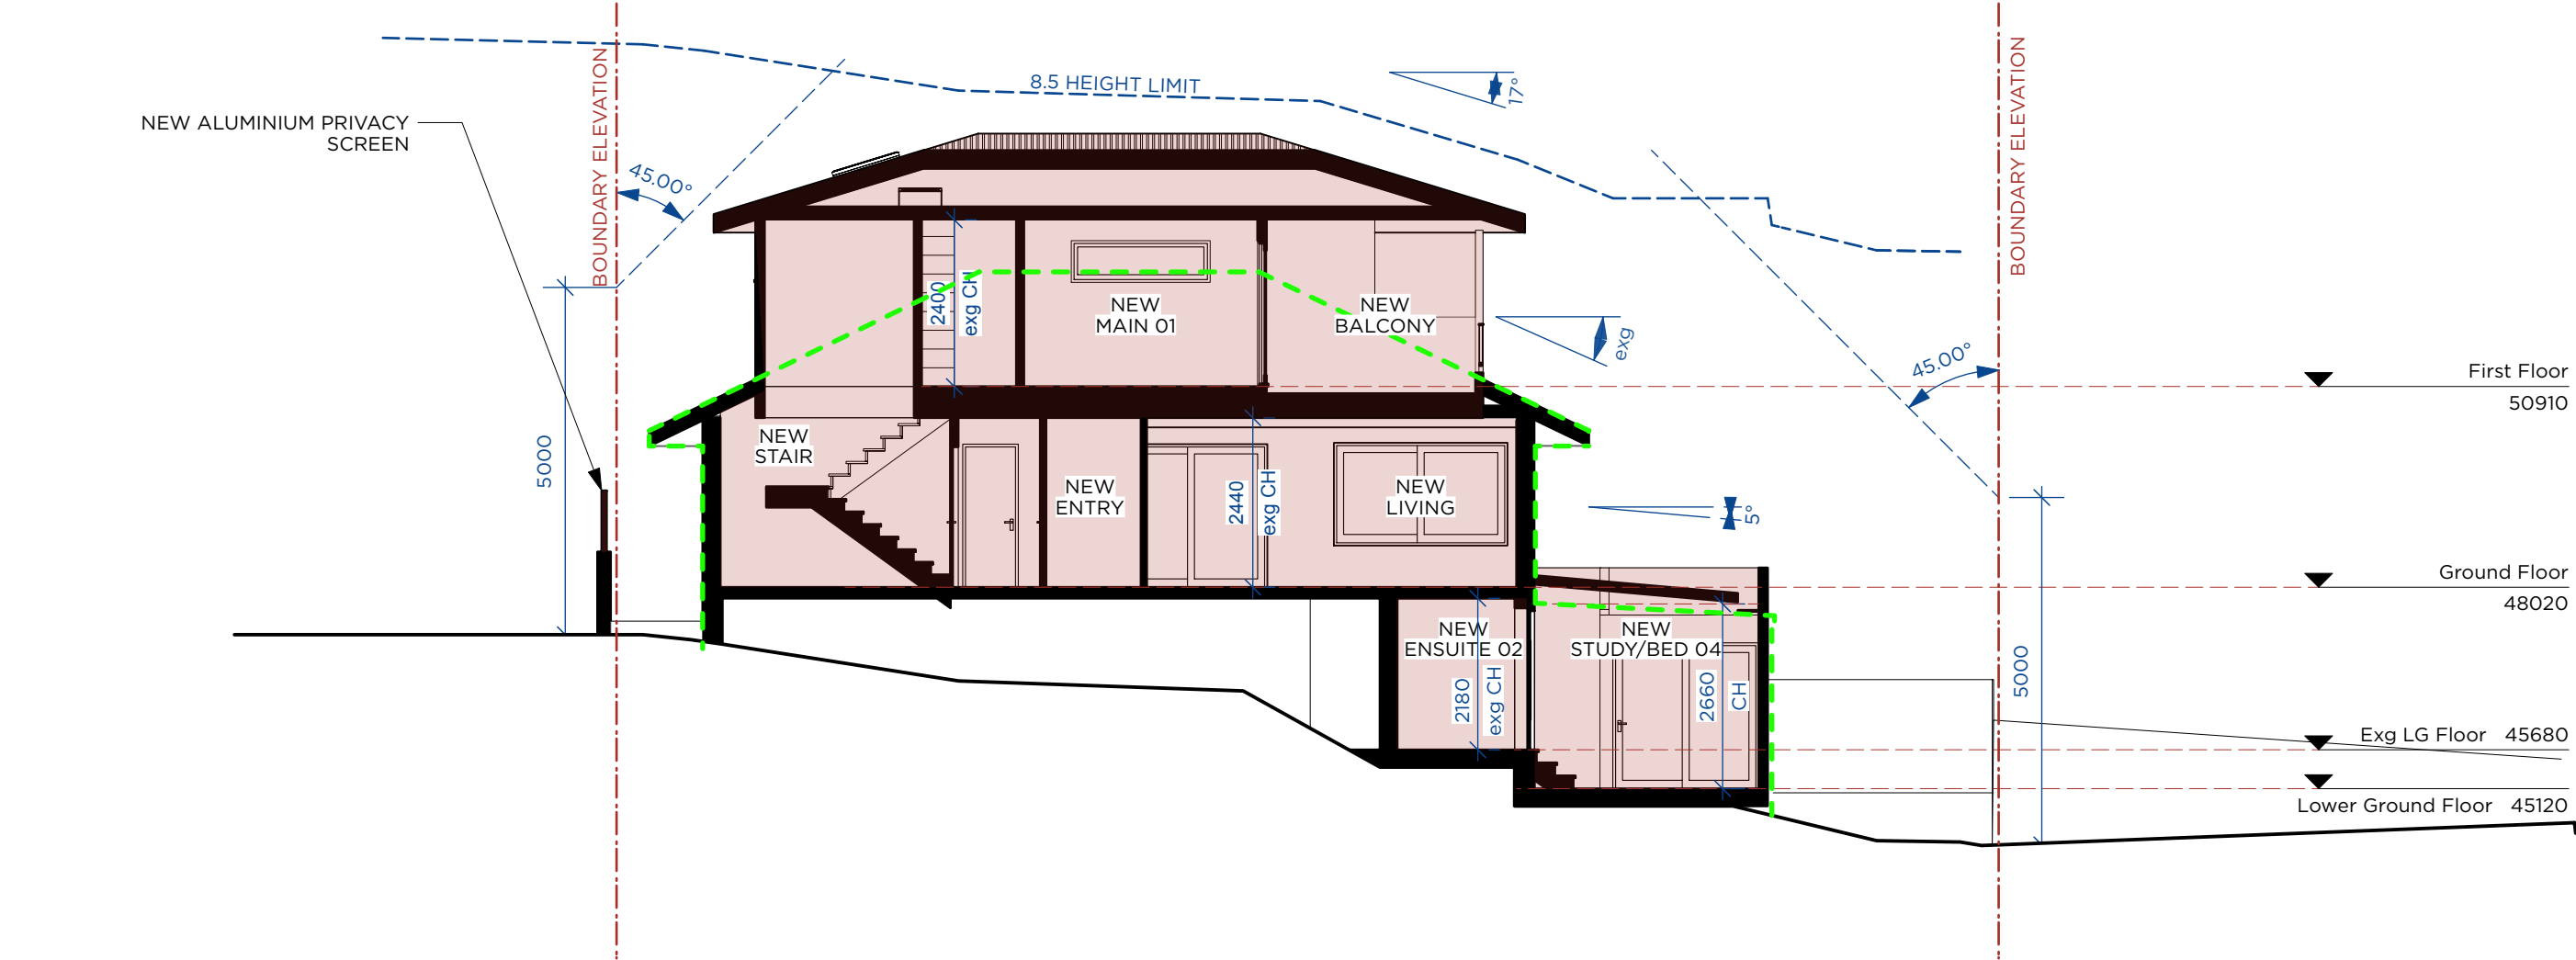 BOUNDARY ELEVATION
BOUNDARY ELEVATION
8.5 HEIGHT LIMIT
17°
NEW ALUMINIUM PRIVACY
SCREEN
45.00°
2400
exg CH
NEW
MAIN 01
NEW
BALCONY
exg
45.00°
First Floor
50910
5000
NEW
STAIR
NEW
ENTRY
2440
exg CH
NEW
LIVING
5°
Ground Floor
48020
NEW
ENSUITE 02
NEW
STUDY/BED 04
2180
exg CH
2660
CH
5000
Exg LG Floor 45680
Lower Ground Floor 45120